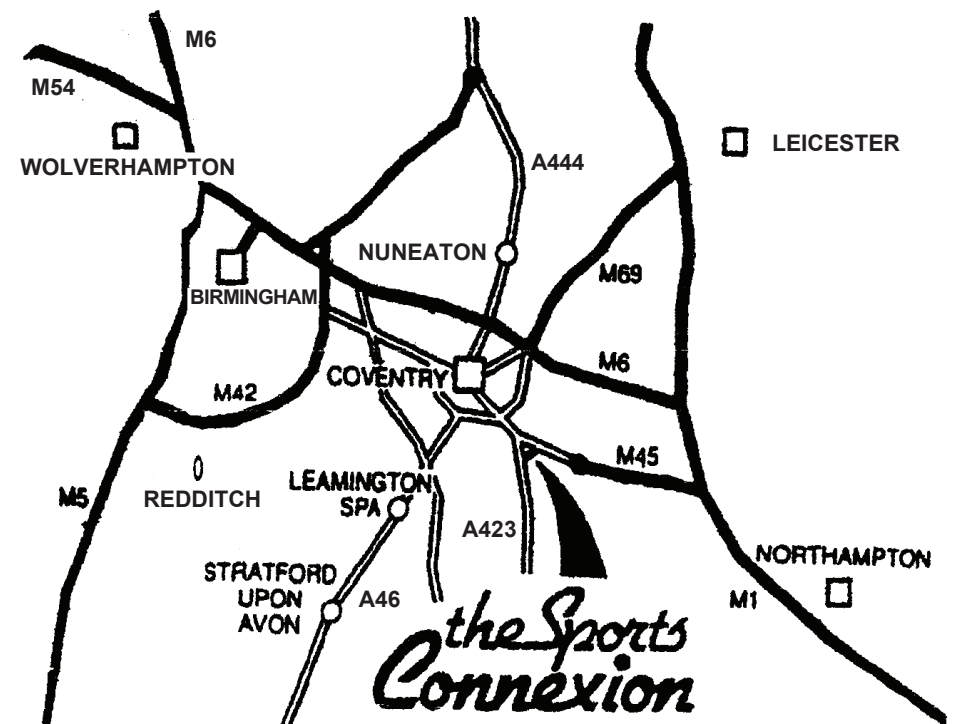 M6
M54
WOLVERHAMPTON
LEICESTER
A444
NUNEATON
M69
BIRMINGHAM
M6
COVENTRY
M42
M45
LEAMINGTON
SPA
M5
REDDITCH
A423
NORTHAMPTON
STRATFORD
UPON
AVON
A46
M1
the Sports
Connexion